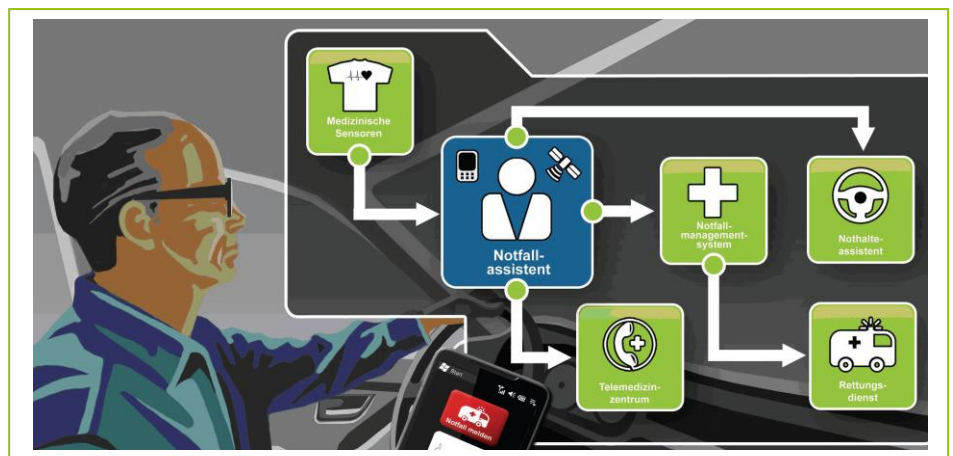 Medizinische
Sensoren
Notfall-
assistent
Notfall-
management-
system
Nothalte-
assistent
Telemedizin-
zentrum
Rettungs-
dienst
Start
Notfall melden